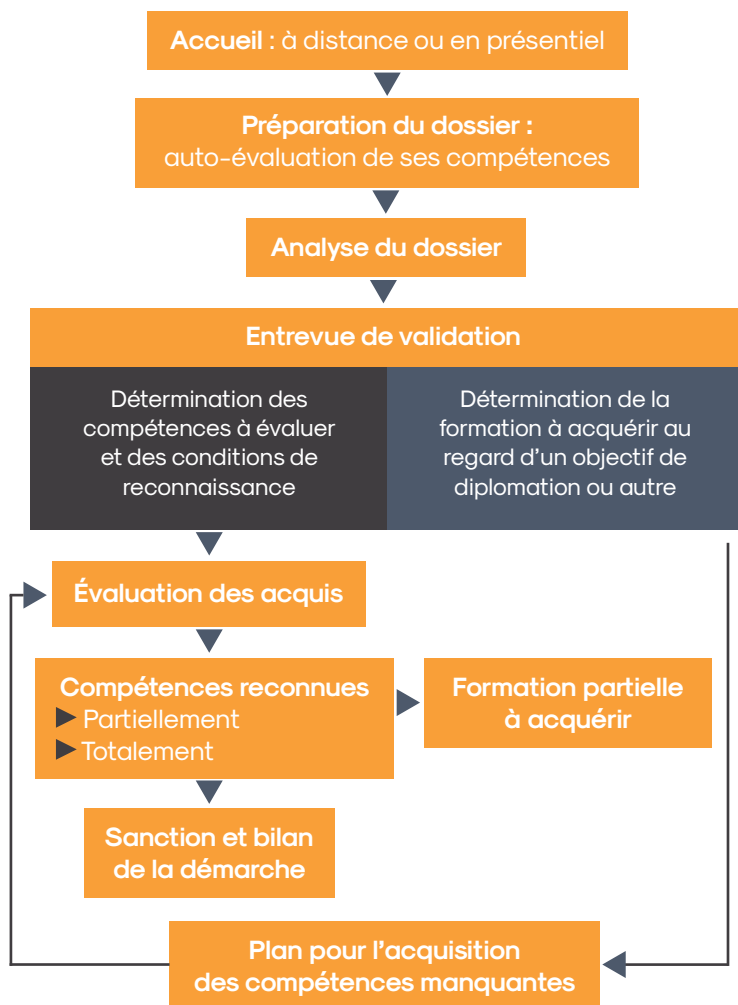 Accueil : à distance ou en présentiel
Préparation du dossier :
auto-évaluation de ses compétences
Analyse du dossier
Entrevue de validation
Détermination des
compétences à évaluer
et des conditions de
reconnaissance
Détermination de la
formation à acquérir au
regard d’un objectif de
diplomation ou autre
Évaluation des acquis
Compétences reconnues
Partiellement
Totalement
Formation partielle
à acquérir
Sanction et bilan
de la démarche
Plan pour l’acquisition
des compétences manquantes